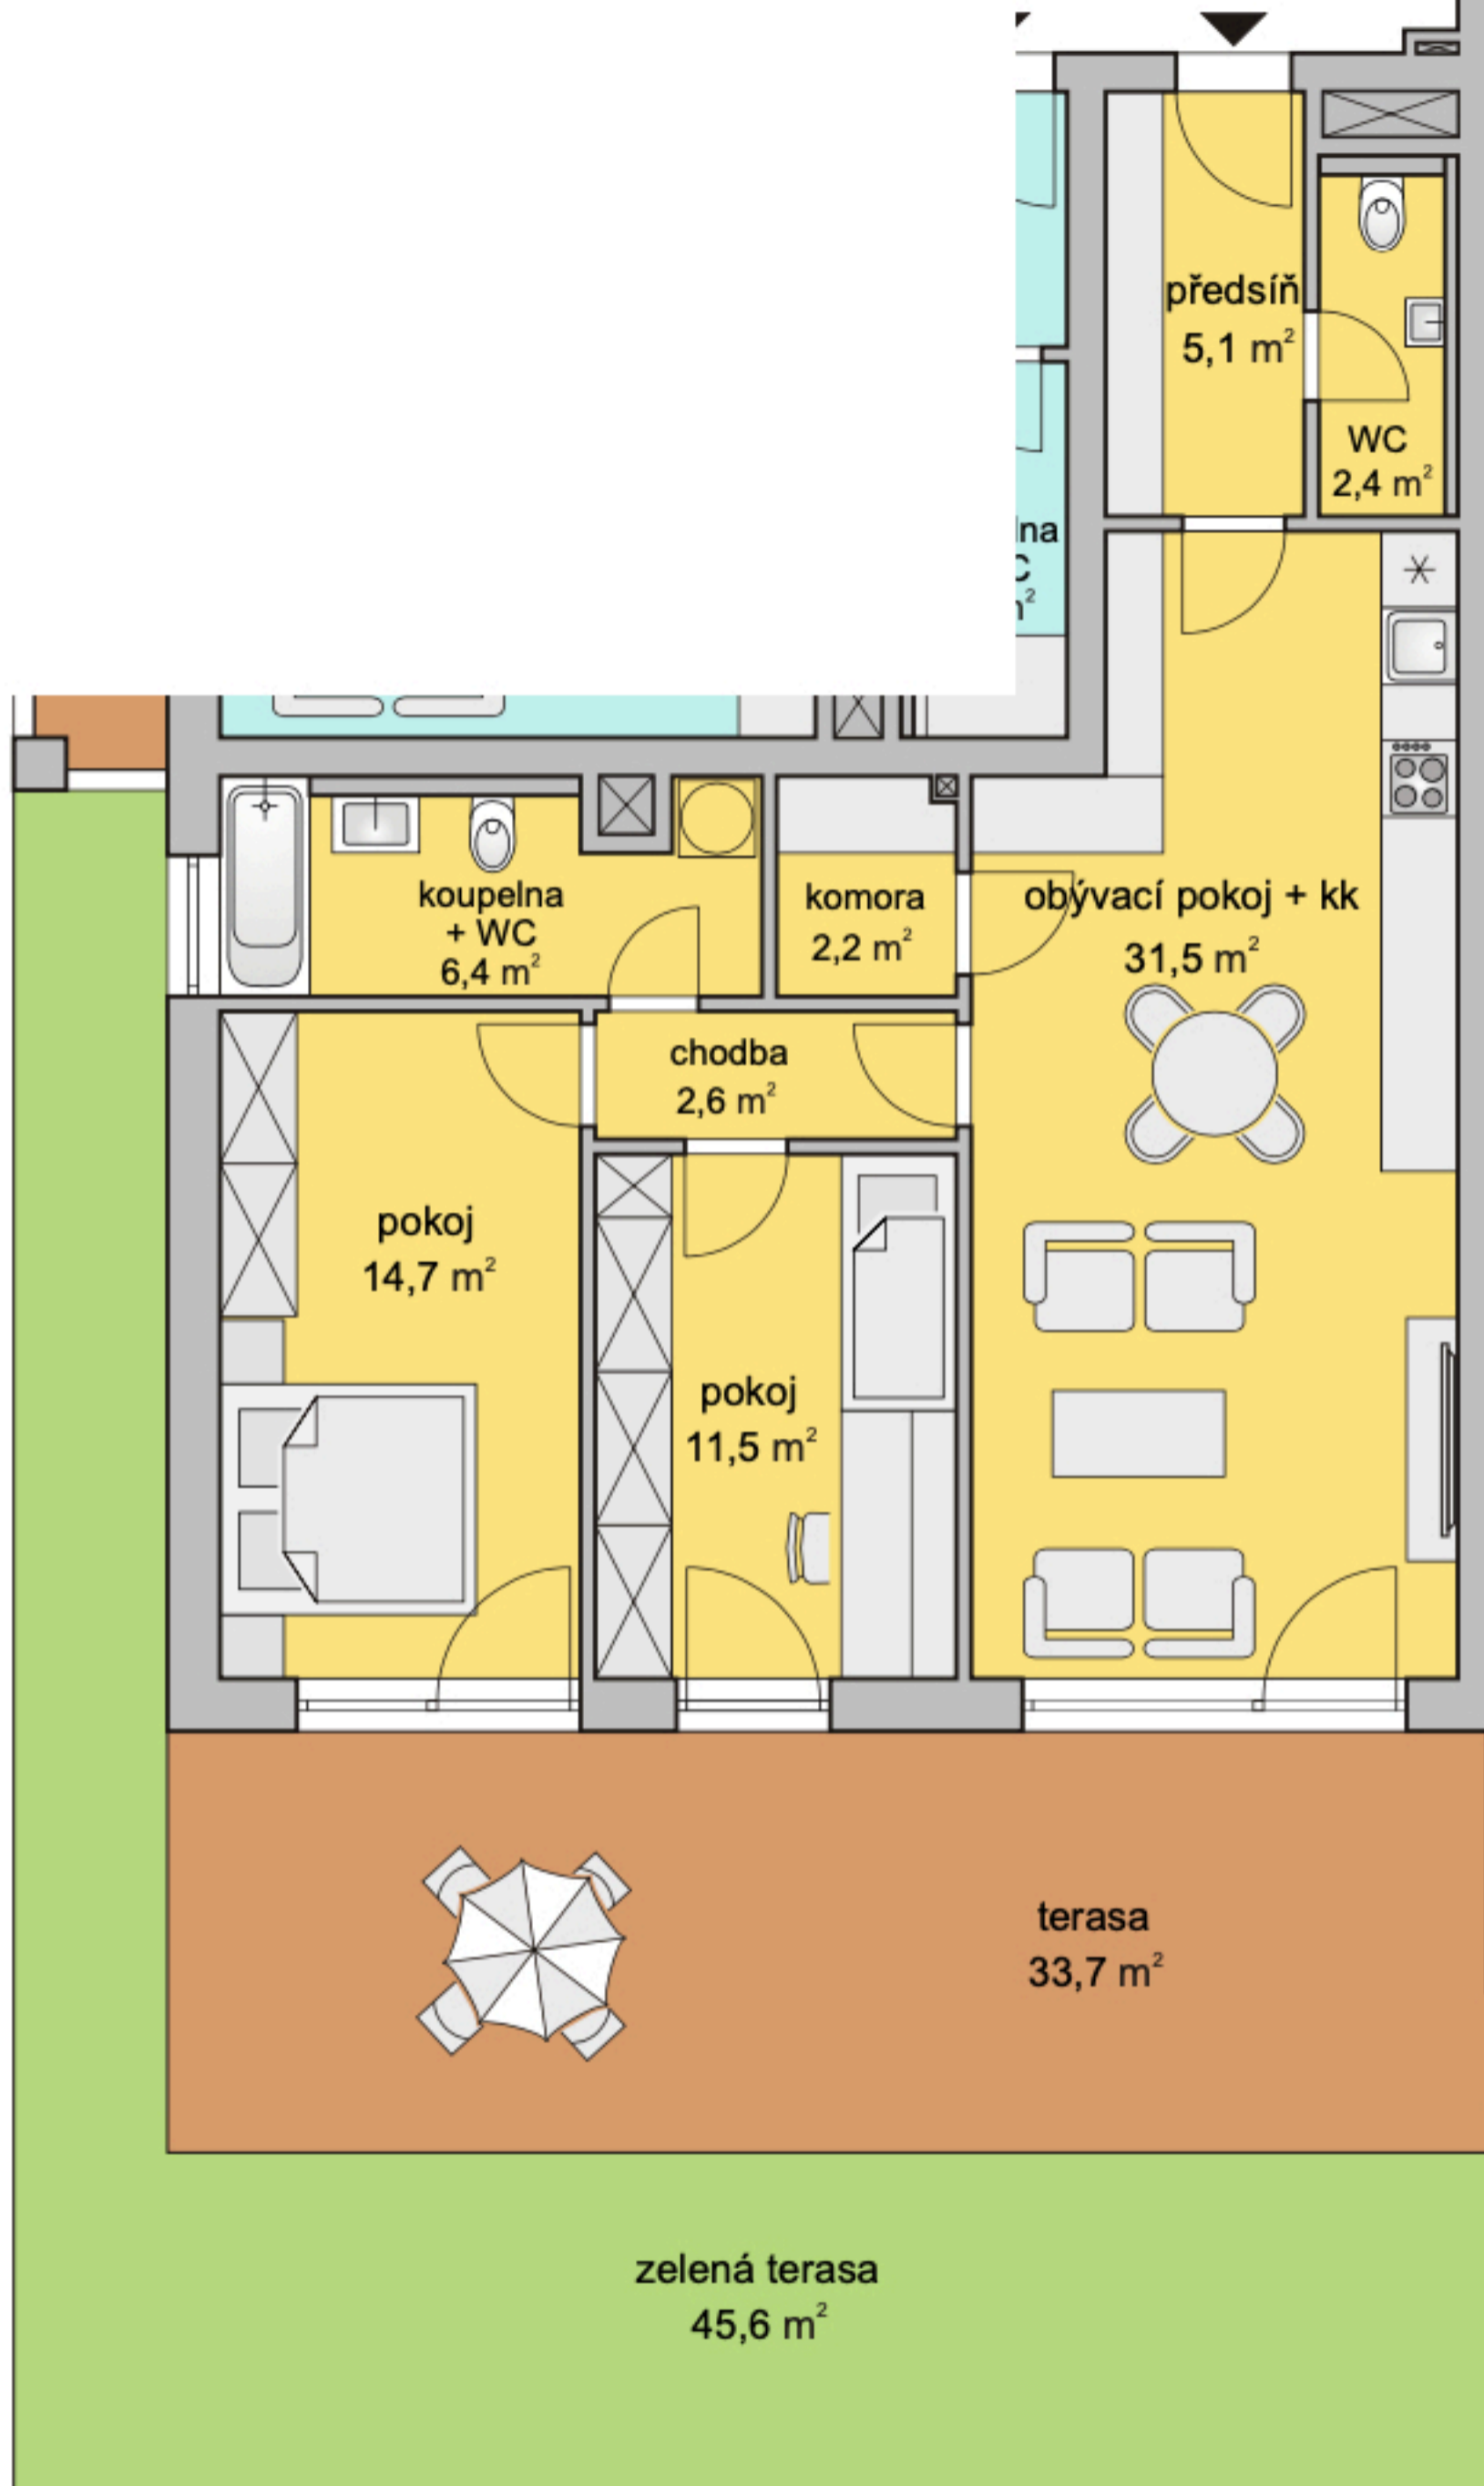 předsíň
5,1 m²
WC
2,4 m²
koupelna
+ WC
6,4 m²
komora
2,2 m²
obývací pokoj + kk
31,5 m²
chodba
2,6 m²
pokoj
14,7 m²
pokoj
11,5 m²
terasa
33,7 m²
zelená terasa
45,6 m²